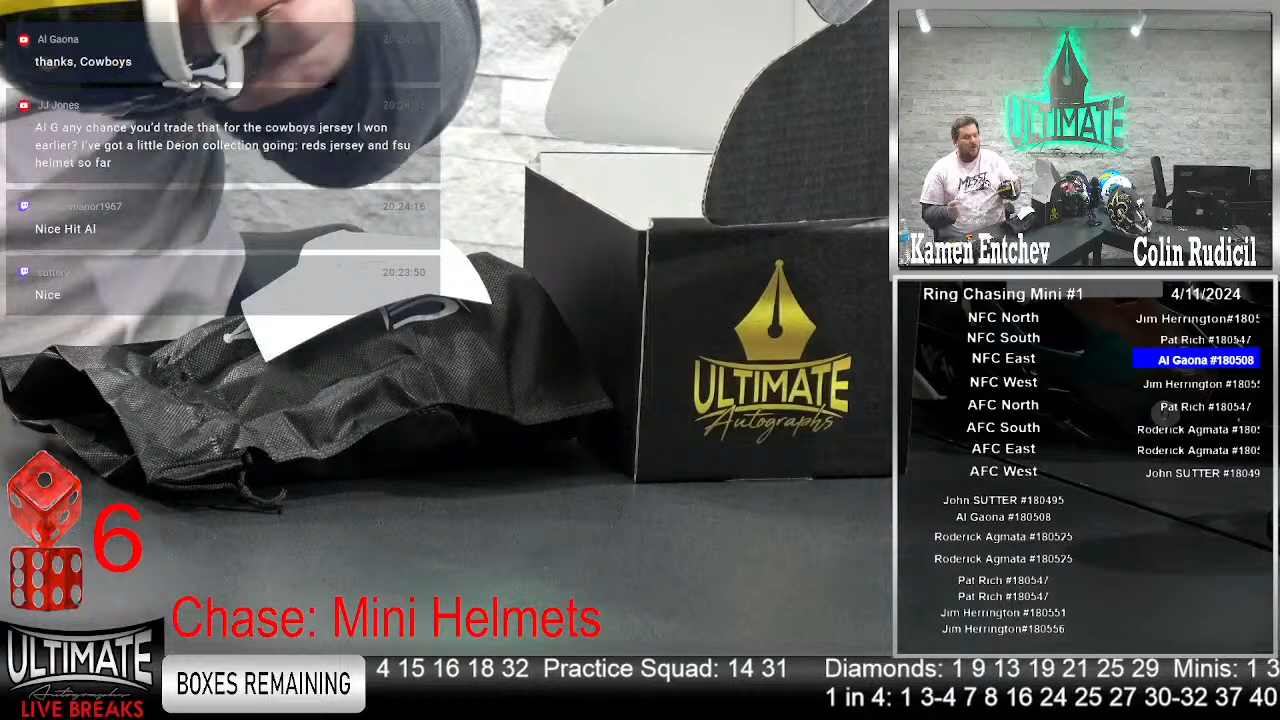 Al Gaona
thanks, Cowboys
JJ Jones
Al G any chance you'd trade that for the cowboys jersey I won
earlier? I've got a little Deion collection going: reds jersey and fsu
helmet so far
20:24:16
Nice Hit Al
suttery 20:23:50
Nice
ULTIMATE
Autographs
6
Chase: Mini Helmets
ULTIMATE
Autographs
LIVE BREAKS
BOXES REMAINING
4 15 16 18 32 Practice Squad: 14 31
Diamonds: 1 9 13 19 21 25 29 Minis: 1 3
1 in 4: 1 3-4 7 8 16 24 25 27 30-32 37 40
ULTIMATE
Kamen Entchev
Colin Rudicil
Ring Chasing Mini #1 4/11/2024
NFC North Jim Herrington#180
NFC South Pat Rich #180547
NFC East Al Gaona #180508
NFC West Jim Herrington #180
AFC North Pat Rich #180547
AFC South Roderick Agmata #180
AFC East Roderick Agmata #180
AFC West John SUTTER #18049
John SUTTER #180495
Al Gaona #180508
Roderick Agmata #180525
Roderick Agmata #180525
Pat Rich #180547
Pat Rich #180547
Jim Herrington #180551
Jim Herrington#180556